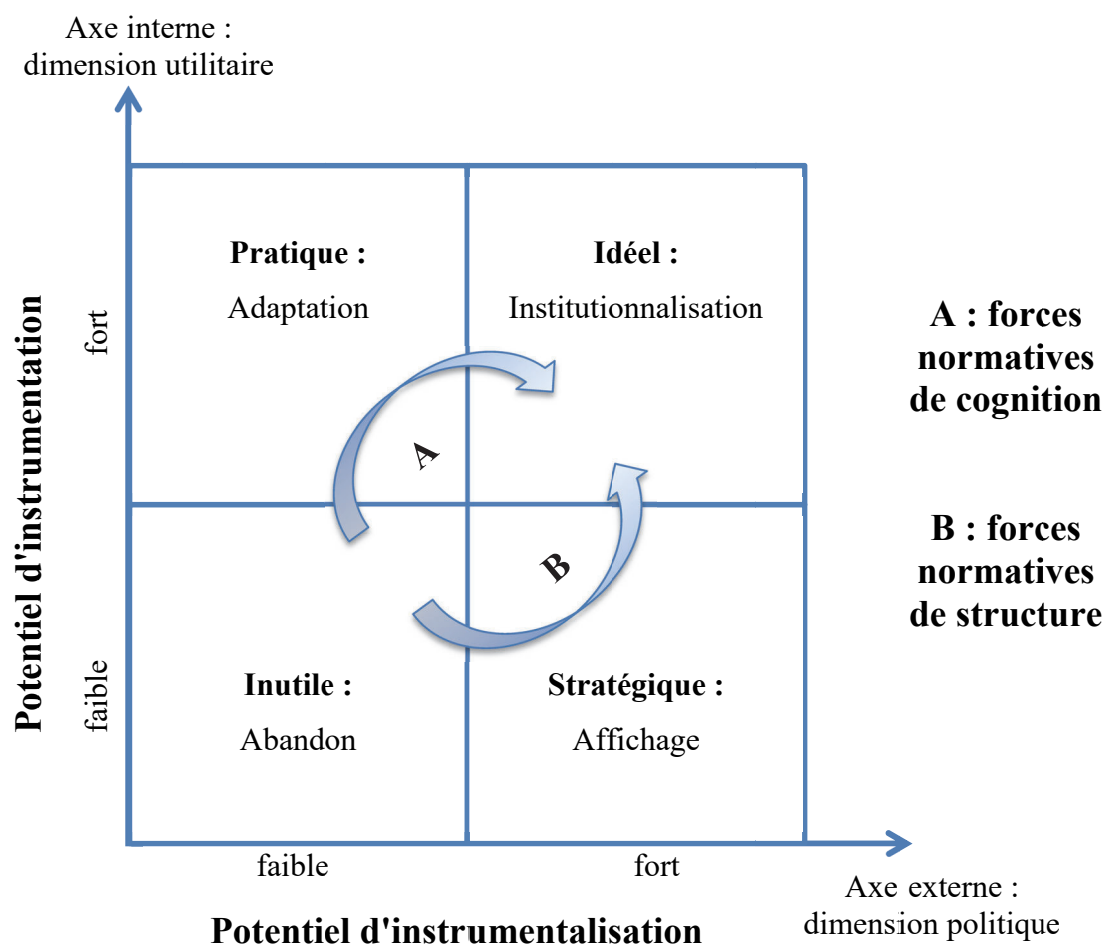 Axe interne :
dimension utilitaire
Pratique :
Adaptation
Idéel :
Institutionnalisation
A : forces
normatives
de cognition
Potentiel d'instrumentation
fort
A
B
B : forces
normatives
de structure
faible
Inutile :
Abandon
Stratégique :
Affichage
faible
fort
Potentiel d'instrumentalisation
Axe externe :
dimension politique